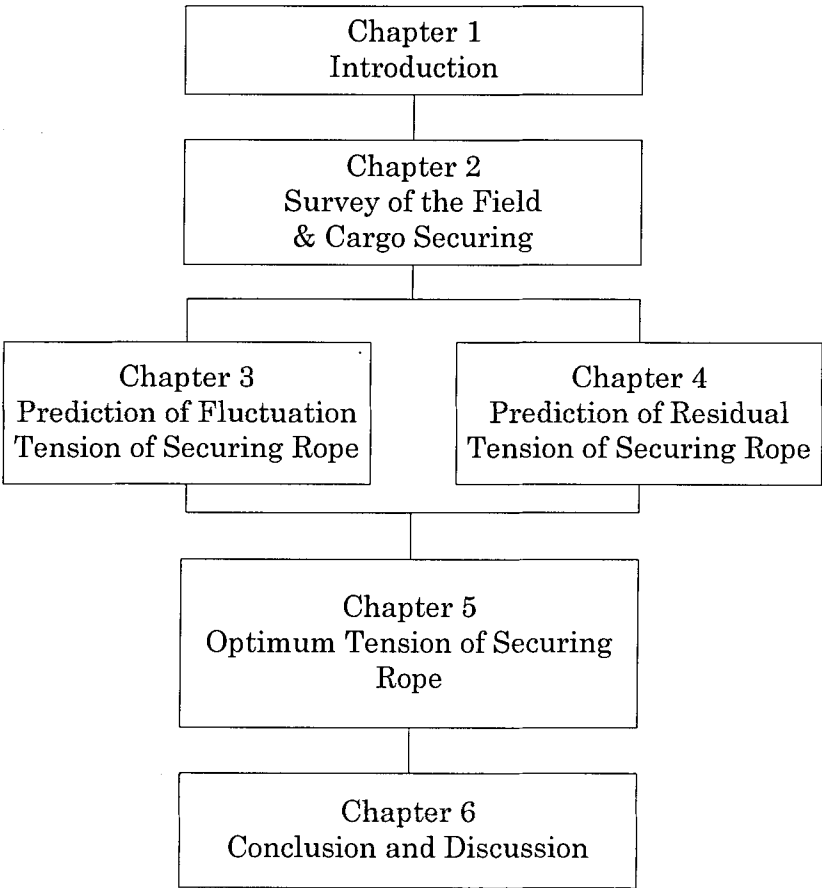 Chapter 1
Introduction
Chapter 2
Survey of the Field
& Cargo Securing
Chapter 3
Prediction of Fluctuation
Tension of Securing Rope
Chapter 4
Prediction of Residual
Tension of Securing Rope
Chapter 5
Optimum Tension of Securing
Rope
Chapter 6
Conclusion and Discussion